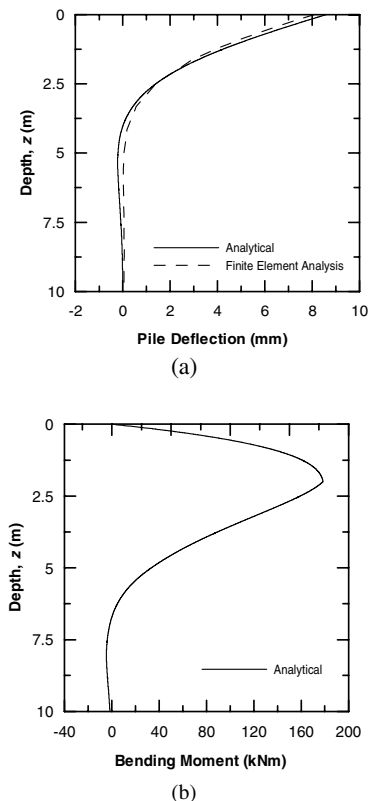 0
2.5
5
7.5
10
Depth, z (m)
Analytical
Finite Element Analysis
-2 0 2 4 6 8 10
Pile Deflection (mm)
(a)
0
2.5
5
7.5
10
Depth, z (m)
Analytical
-40 0 40 80 120 160 200
Bending Moment (kNm)
(b)